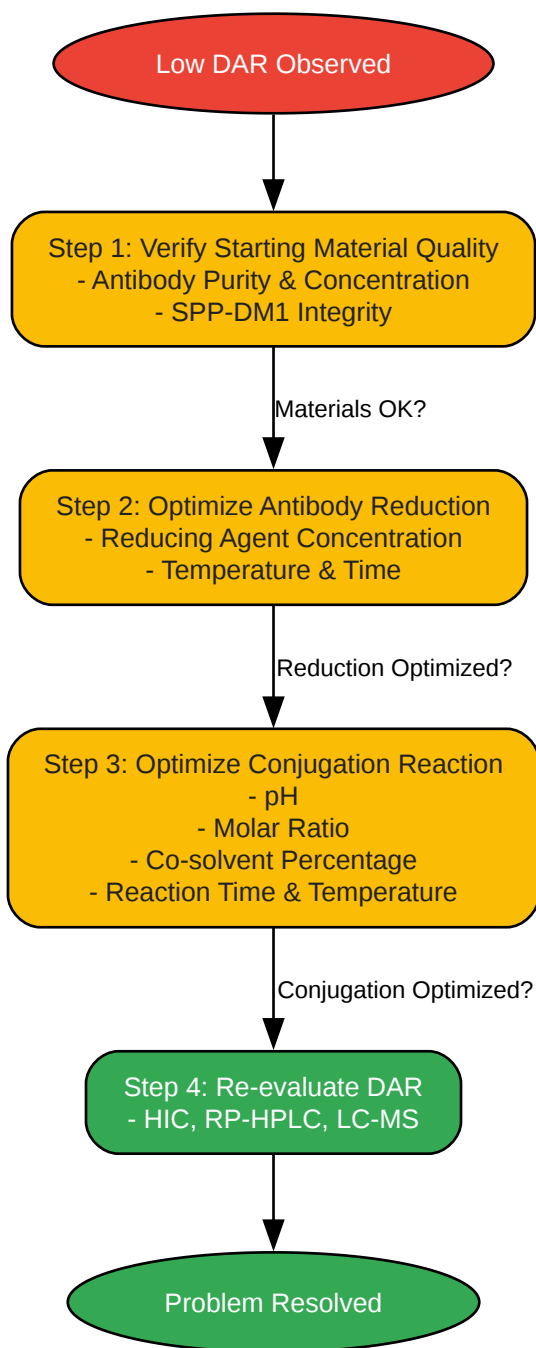 Low DAR Observed
Step 1: Verify Starting Material Quality
- Antibody Purity & Concentration
- SPP-DM1 Integrity
Materials OK?
Step 2: Optimize Antibody Reduction
- Reducing Agent Concentration
- Temperature & Time
Reduction Optimized?
Step 3: Optimize Conjugation Reaction
- pH
- Molar Ratio
- Co-solvent Percentage
- Reaction Time & Temperature
Conjugation Optimized?
Step 4: Re-evaluate DAR
- HIC, RP-HPLC, LC-MS
Problem Resolved